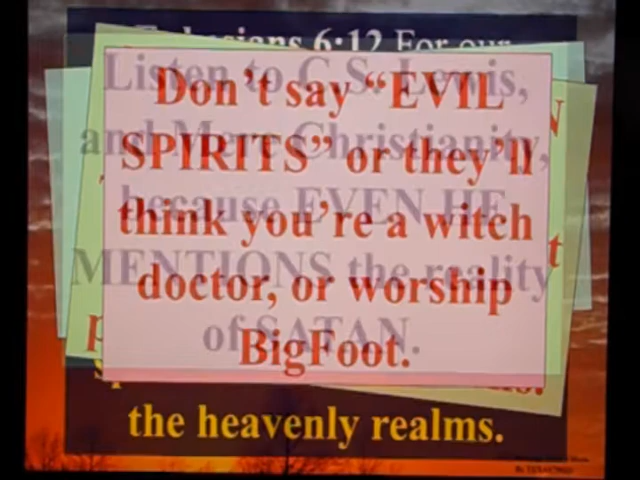 Ephesians 6:12 For our
Listen to C.S. Lewis,
and Mere Christianity,
because EVEN HE
MENTIONS the reality
of SATAN.
Don't say “EVIL
SPIRITS” or they'll
think you're a witch
doctor, or worship
BigFoot.
the heavenly realms.